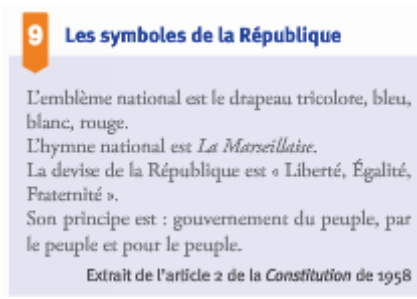 9 Les symboles de la République
L'emblème national est le drapeau tricolore, bleu,
blanc, rouge.
L'hymne national est La Marseillaise.
La devise de la République est « Liberté, Égalité,
Fraternité ».
Son principe est : gouvernement du peuple, par
le peuple et pour le peuple.
Extrait de l'article 2 de la Constitution de 1958